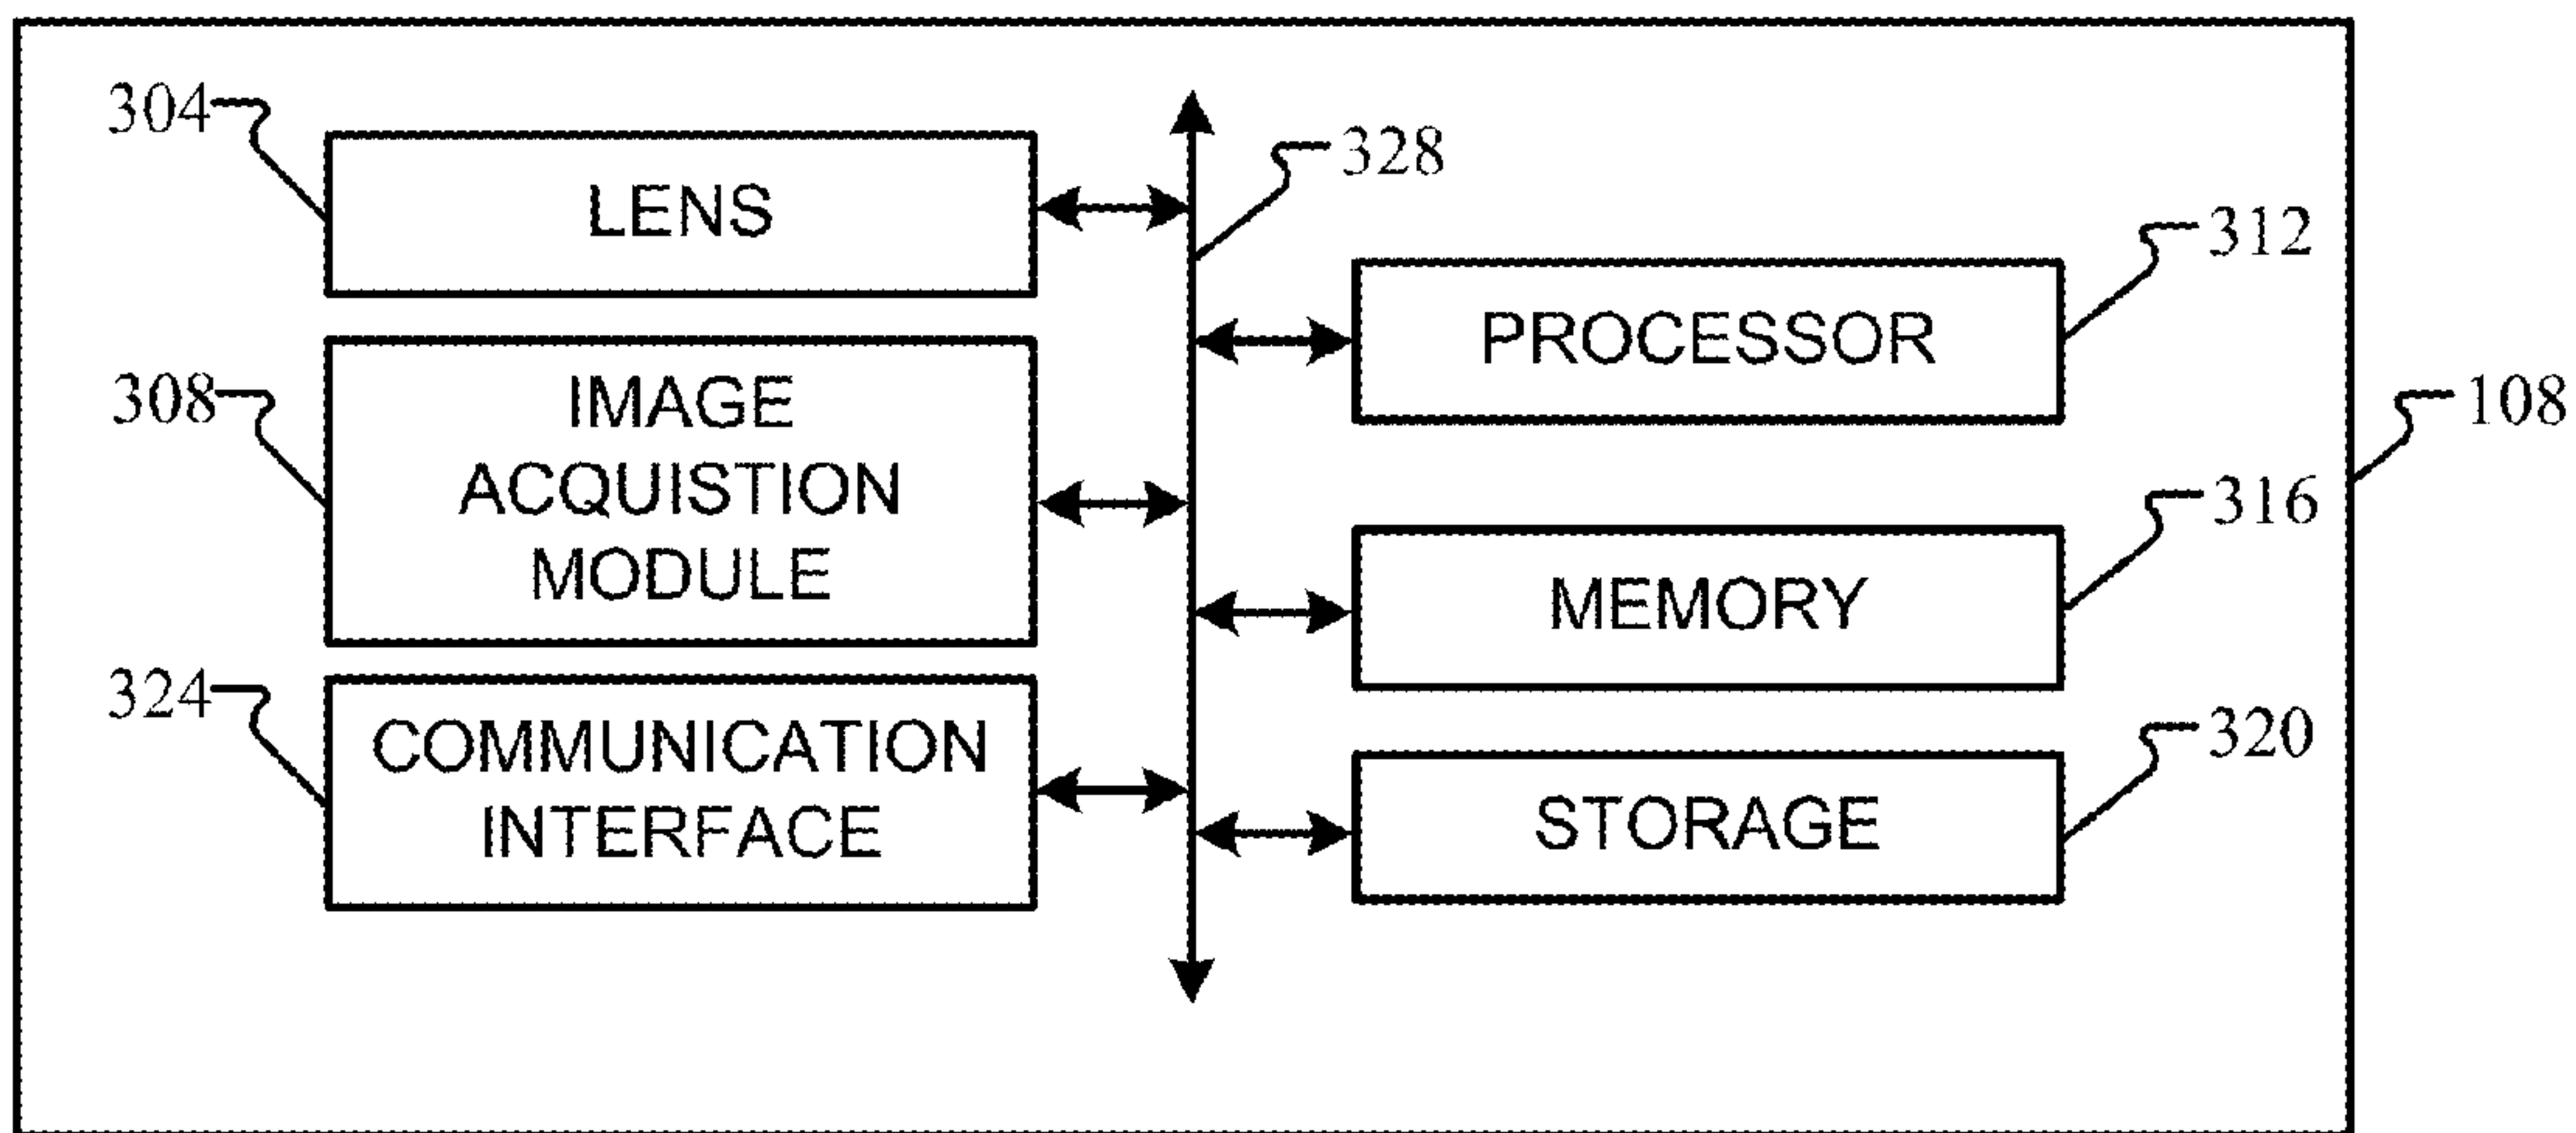 304
LENS
328
312
PROCESSOR
308
IMAGE
ACQUISTION
MODULE
108
316
MEMORY
324
COMMUNICATION
INTERFACE
320
STORAGE